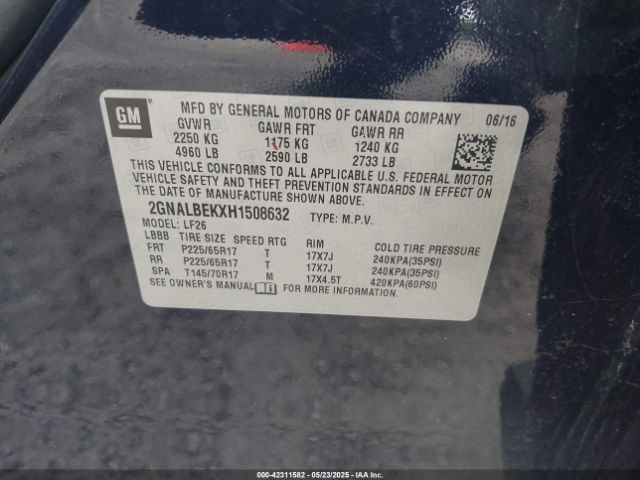 GM
MFD BY GENERAL MOTORS OF CANADA COMPANY 06/16
GVWR GAWR FRT GAWR RR
2250 KG 1175 KG 1240 KG
4960 LB 2590 LB 2733 LB
THIS VEHICLE CONFORMS TO ALL APPLICABLE U.S. FEDERAL MOTOR
VEHICLE SAFETY AND THEFT PREVENTION STANDARDS IN EFFECT ON
THE DATE OF MANUFACTURE SHOWN ABOVE.
2GNALBEKXH1508632 TYPE: M.P.V.
MODEL: LF26
LBBB TIRE SIZE SPEED RTG RIM COLD TIRE PRESSURE
FRT P225/65R17 T 17X7J 240KPA(35PSI)
RR P225/65R17 T 17X7J 240KPA(35PSI)
SPA T145/70R17 M 17X4.5T 420KPA(60PSI)
SEE OWNER'S MANUAL FOR MORE INFORMATION.
000-42311582 - 05/23/2025 - IAAI.COM